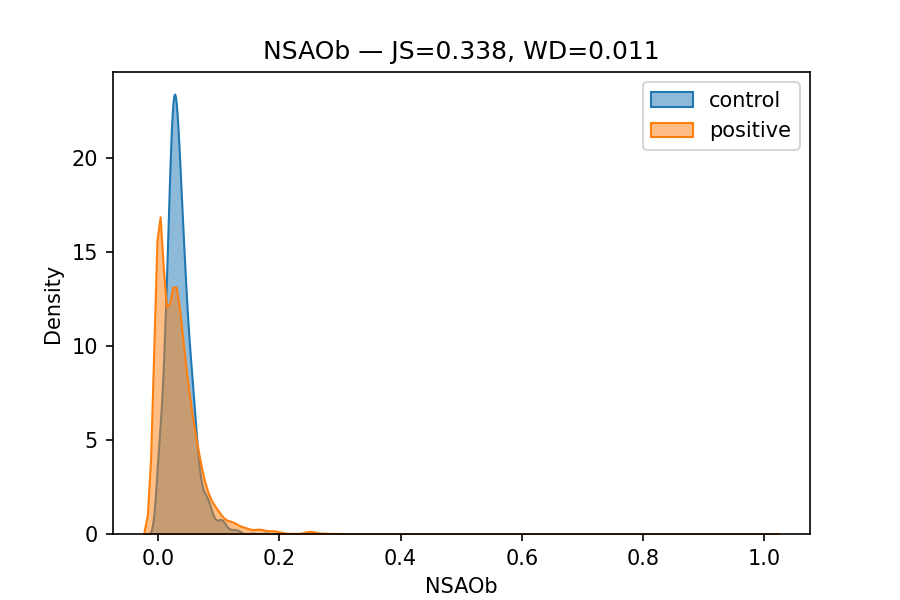 NSAOb — JS=0.338, WD=0.011
control
positive
Density
20
15
10
5
0
0.0 0.2 0.4 0.6 0.8 1.0
NSAOb